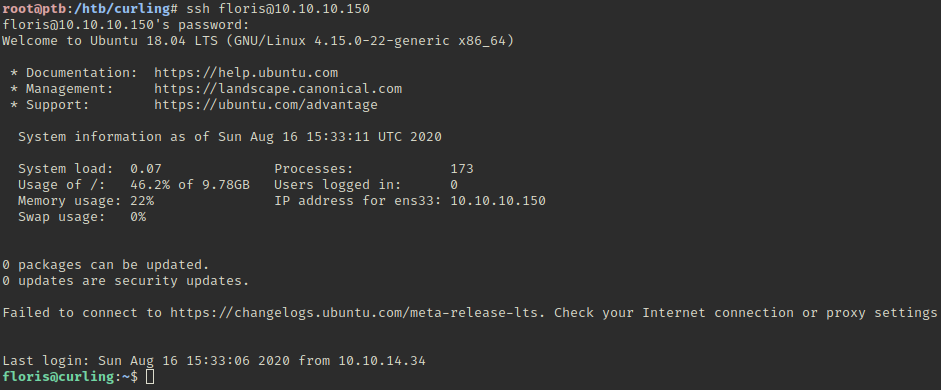 root@ptb:/htb/curling# ssh floris@10.10.10.150
floris@10.10.10.150's password:
Welcome to Ubuntu 18.04 LTS (GNU/Linux 4.15.0-22-generic x86_64)
* Documentation:  https://help.ubuntu.com
* Management:     https://landscape.canonical.com
* Support:        https://ubuntu.com/advantage
System information as of Sun Aug 16 15:33:11 UTC 2020
System load:  0.07              Processes:            173
Usage of /:   46.2% of 9.78GB   Users logged in:      0
Memory usage: 22%               IP address for ens33: 10.10.10.150
Swap usage:   0%
0 packages can be updated.
0 updates are security updates.
Failed to connect to https://changelogs.ubuntu.com/meta-release-lts. Check your Internet connection or proxy settings
Last login: Sun Aug 16 15:33:06 2020 from 10.10.14.34
floris@curling:~$